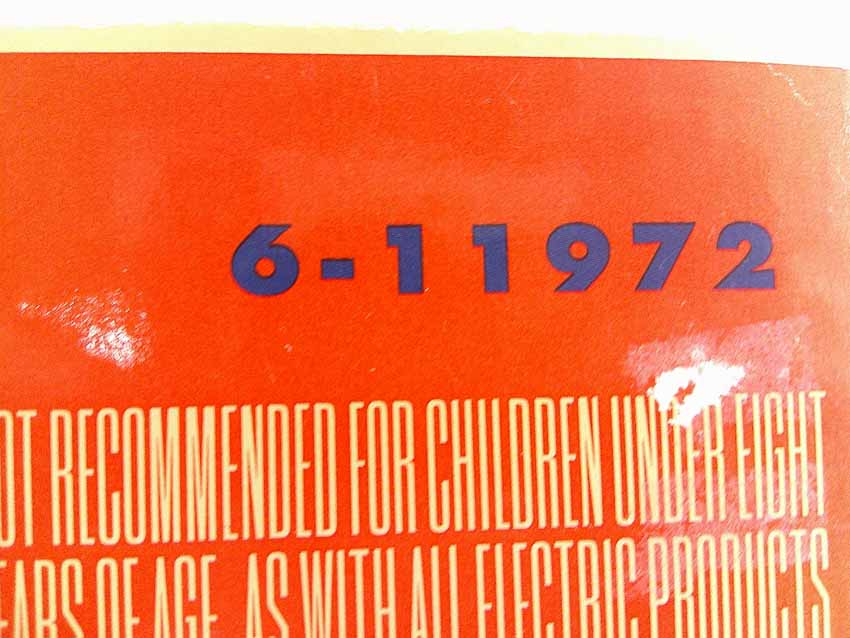 6-11972
OT RECOMMENDED FOR CHILDREN UNDER EIGHT
EARS OF AGE. AS WITH ALL ELECTRIC PRODUCTS